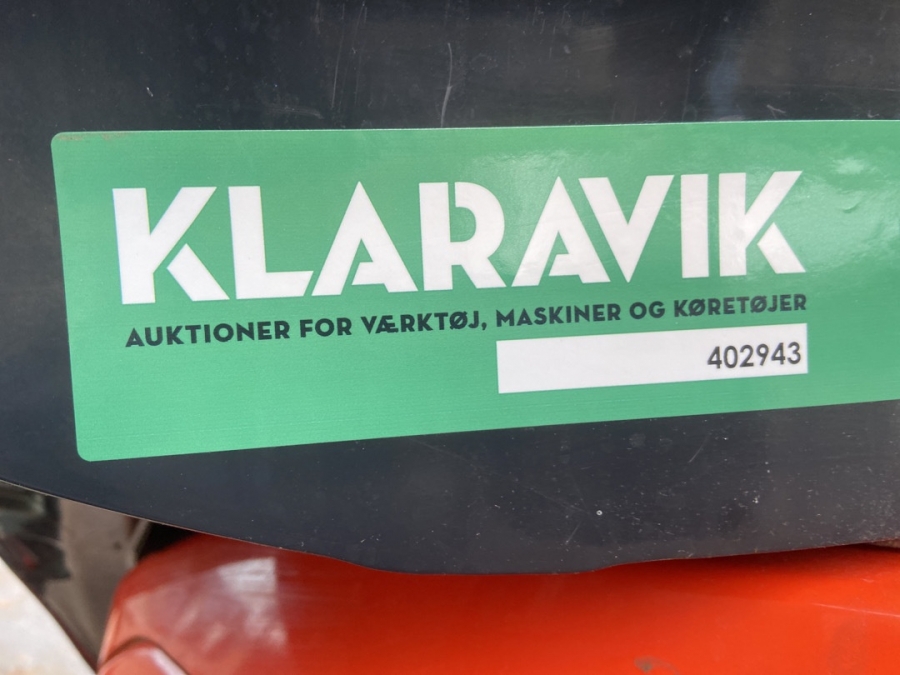 KLARAVIK
AUKTIONER FOR VÆRKTØJ, MASKINER OG KØRETØJER
402943